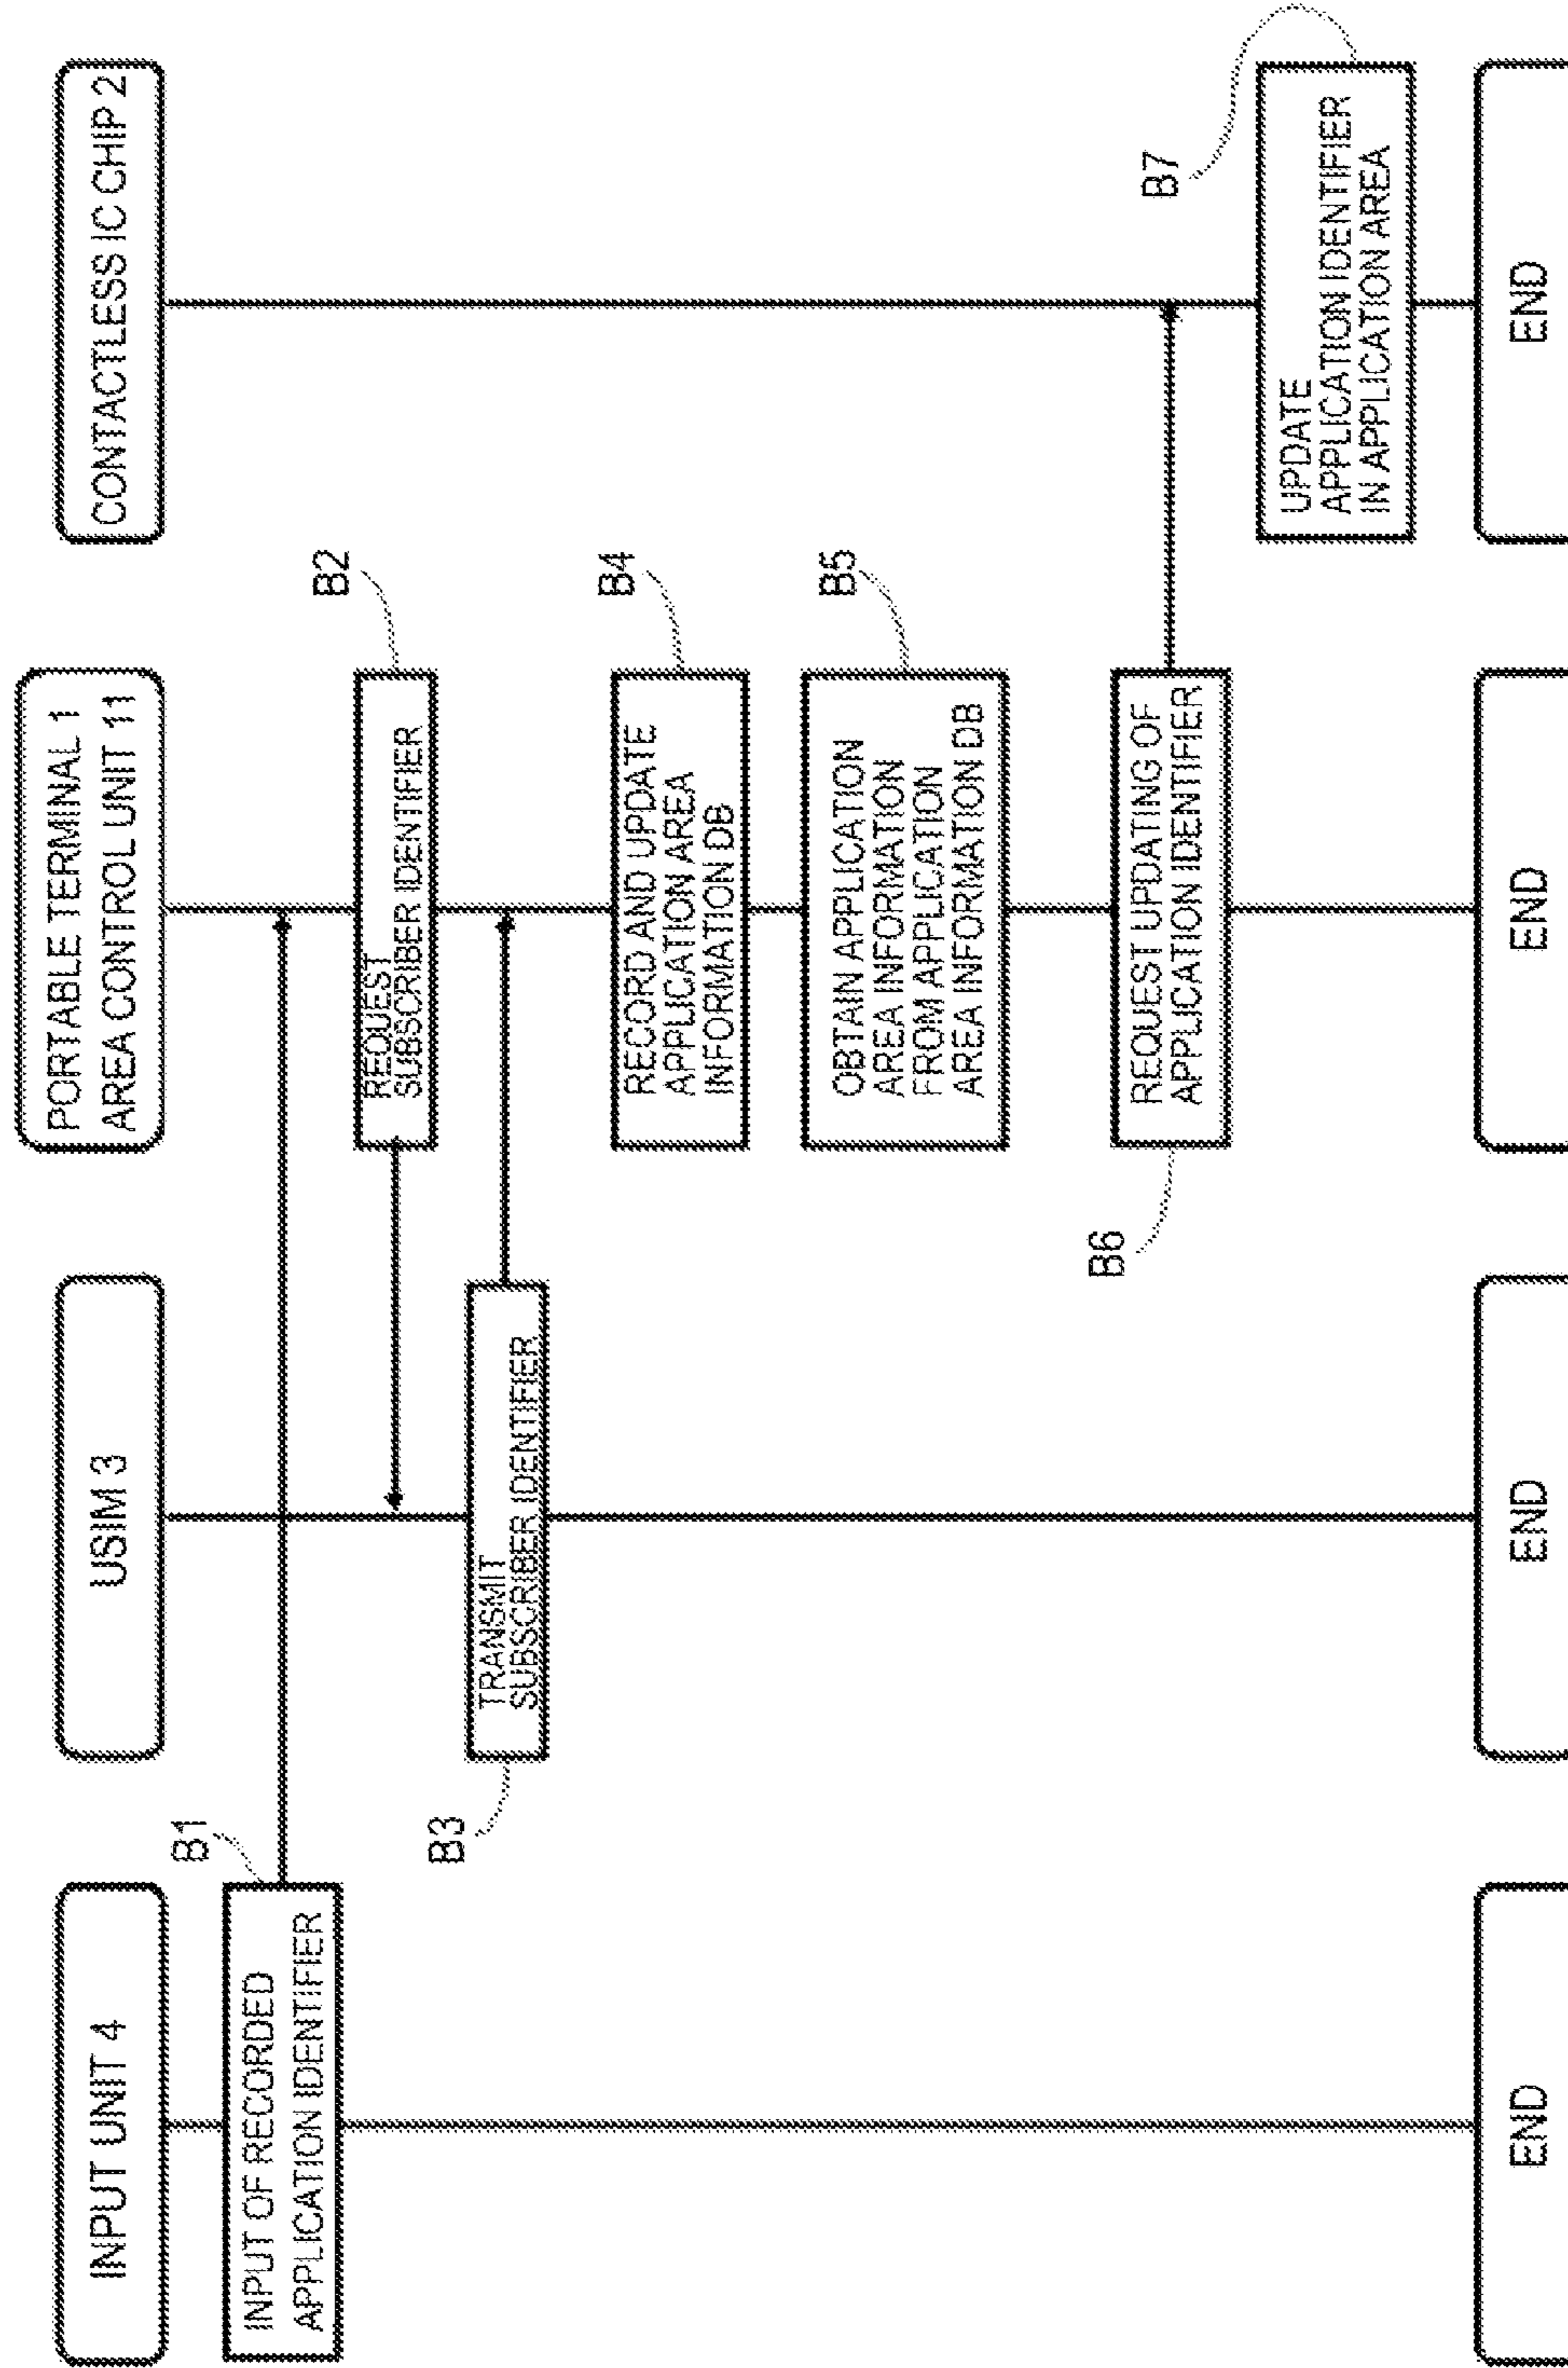 INPUT UNIT 4
USIM 3
PORTABLE TERMINAL 1
AREA CONTROL UNIT 11
CONTACTLESS IC CHIP 2
B1
INPUT OF RECORDED
APPLICATION IDENTIFIER
B2
REQUEST
SUBSCRIBER IDENTIFIER
B3
TRANSMIT
SUBSCRIBER IDENTIFIER
B4
RECORD AND UPDATE
APPLICATION AREA
INFORMATION DB
B5
OBTAIN APPLICATION
AREA INFORMATION
FROM APPLICATION
AREA INFORMATION DB
B6
REQUEST UPDATING OF
APPLICATION IDENTIFIER
B7
UPDATE
APPLICATION IDENTIFIER
IN APPLICATION AREA
END
END
END
END